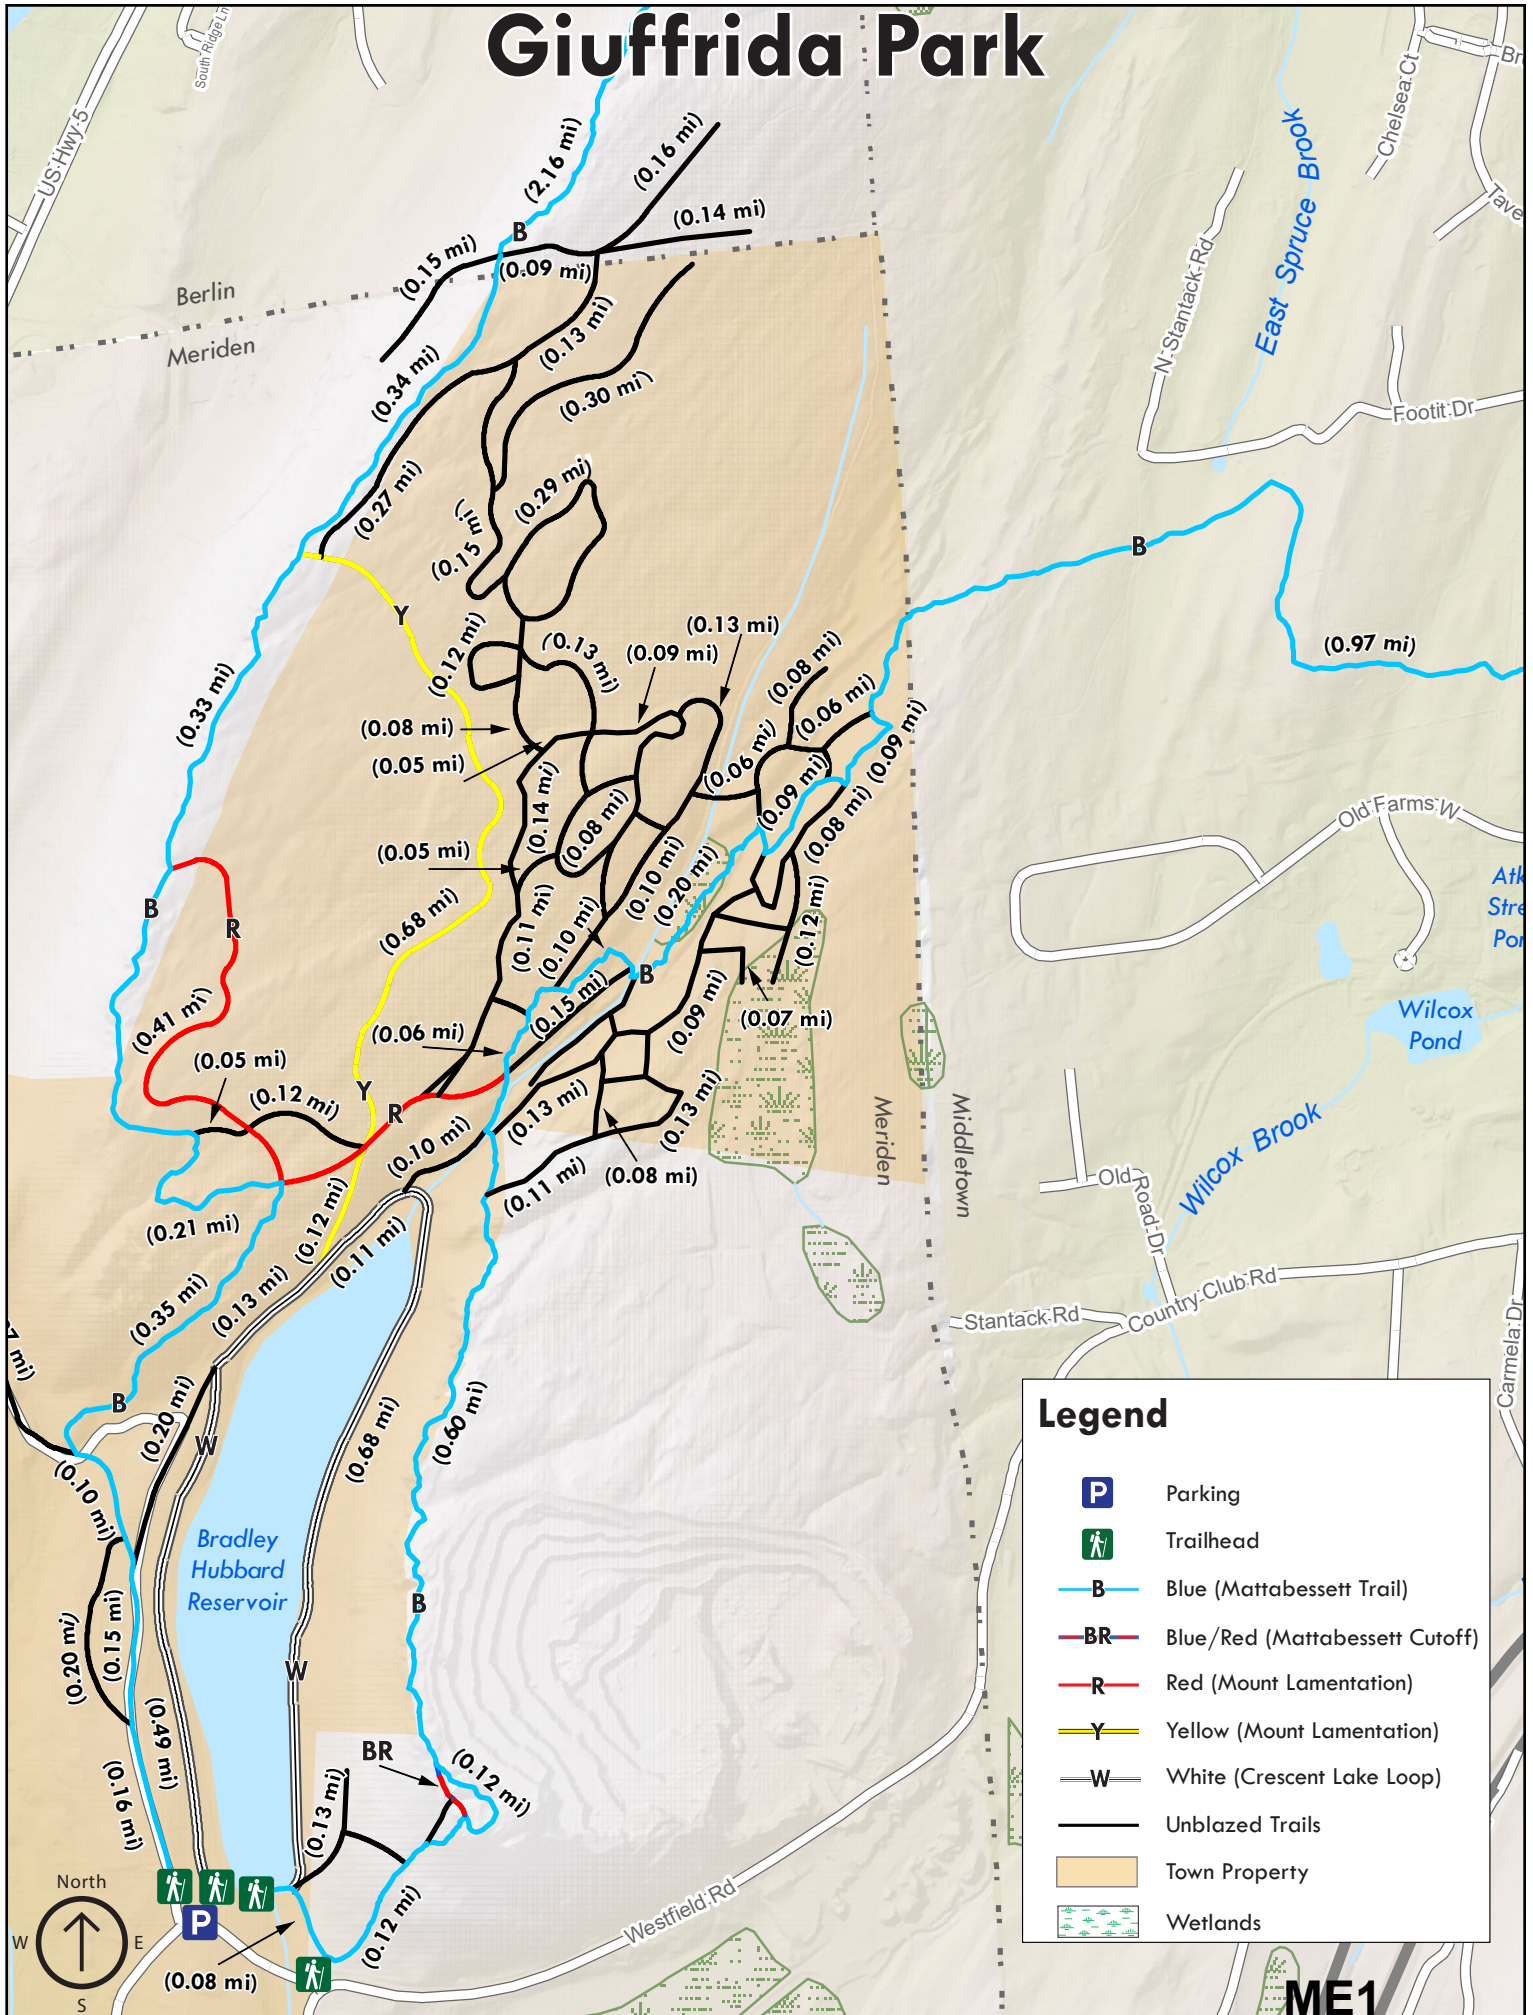 Giuffrida Park
South Ridge Ln
US Hwy 5
Chelsea Ct
East Spruce Brook
N Stantack Rd
Footit Dr
(2.16 mi)
(0.16 mi)
(0.14 mi)
B
(0.15 mi)
(0.09 mi)
Berlin
Meriden
(0.13 mi)
(0.34 mi)
(0.30 mi)
(0.27 mi)
(0.29 mi)
(0.15 mi)
B
(0.97 mi)
Y
(0.12 mi)
(0.13 mi)
(0.13 mi)
(0.09 mi)
(0.08 mi)
(0.06 mi)
(0.33 mi)
(0.08 mi)
(0.05 mi)
(0.06 mi)
(0.09 mi)
(0.09 mi)
(0.14 mi)
(0.08 mi)
(0.08 mi)
Old Farms W
(0.05 mi)
(0.10 mi)
(0.20 mi)
B
R
(0.68 mi)
(0.11 mi)
(0.10 mi)
(0.12 mi)
B
(0.41 mi)
(0.15 mi)
(0.09 mi)
(0.07 mi)
Wilcox
Pond
(0.06 mi)
(0.05 mi)
(0.12 mi)
Y
R
(0.10 mi)
(0.13 mi)
(0.13 mi)
(0.08 mi)
(0.11 mi)
Meriden
Middletown
Wilcox Brook
Old Road Dr
(0.21 mi)
(0.12 mi)
(0.11 mi)
(0.35 mi)
(0.13 mi)
Stantack Rd
Country Club Rd
Carmela Dr
B
(0.20 mi)
W
(0.68 mi)
(0.60 mi)
(0.10 mi)
Bradley
Hubbard
Reservoir
B
(0.20 mi)
(0.15 mi)
W
(0.49 mi)
(0.16 mi)
BR
(0.12 mi)
(0.13 mi)
(0.12 mi)
(0.08 mi)
Westfield Rd
North
W
E
S
P
Legend
P Parking
Trailhead
B Blue (Mattabessett Trail)
BR Blue/Red (Mattabessett Cutoff)
R Red (Mount Lamentation)
Y Yellow (Mount Lamentation)
W White (Crescent Lake Loop)
Unblazed Trails
Town Property
Wetlands
ME1